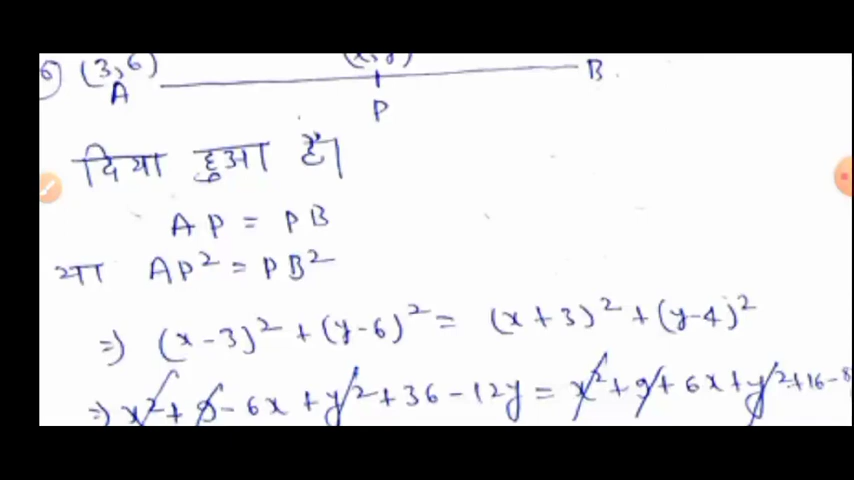 6) (3,6)
A P B
दिया हुआ है।
AP = PB
या AP² = PB²
=> (x-3)² + (y-6)² = (x+3)² + (y-4)²
=> x² + 9 - 6x + y² + 36 - 12y = x² + 9 + 6x + y² + 16 - 8